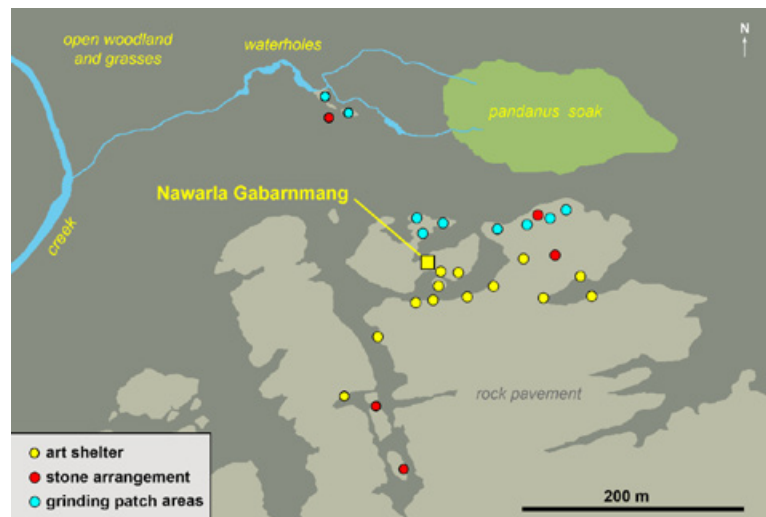 open woodland
and grasses
waterholes
N
pandanus soak
Nawarla Gabarnmang
creek
rock pavement
art shelter
stone arrangement
grinding patch areas
200 m